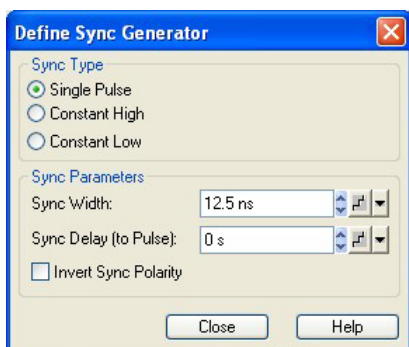 Define Sync Generator
Sync Type
Single Pulse
Constant High
Constant Low
Sync Parameters
Sync Width: 12.5 ns
Sync Delay (to Pulse): 0 s
Invert Sync Polarity
Close Help